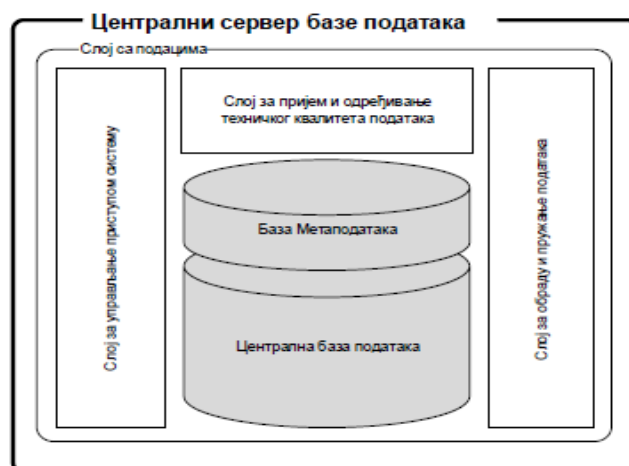 Централни сервер базе података
Слој са подацима
Слој за управљање приступом систему
Слој за пријем и одређивање
техничког квалитета података
База Метаподатака
Централна база података
Слој за обраду и пружање података